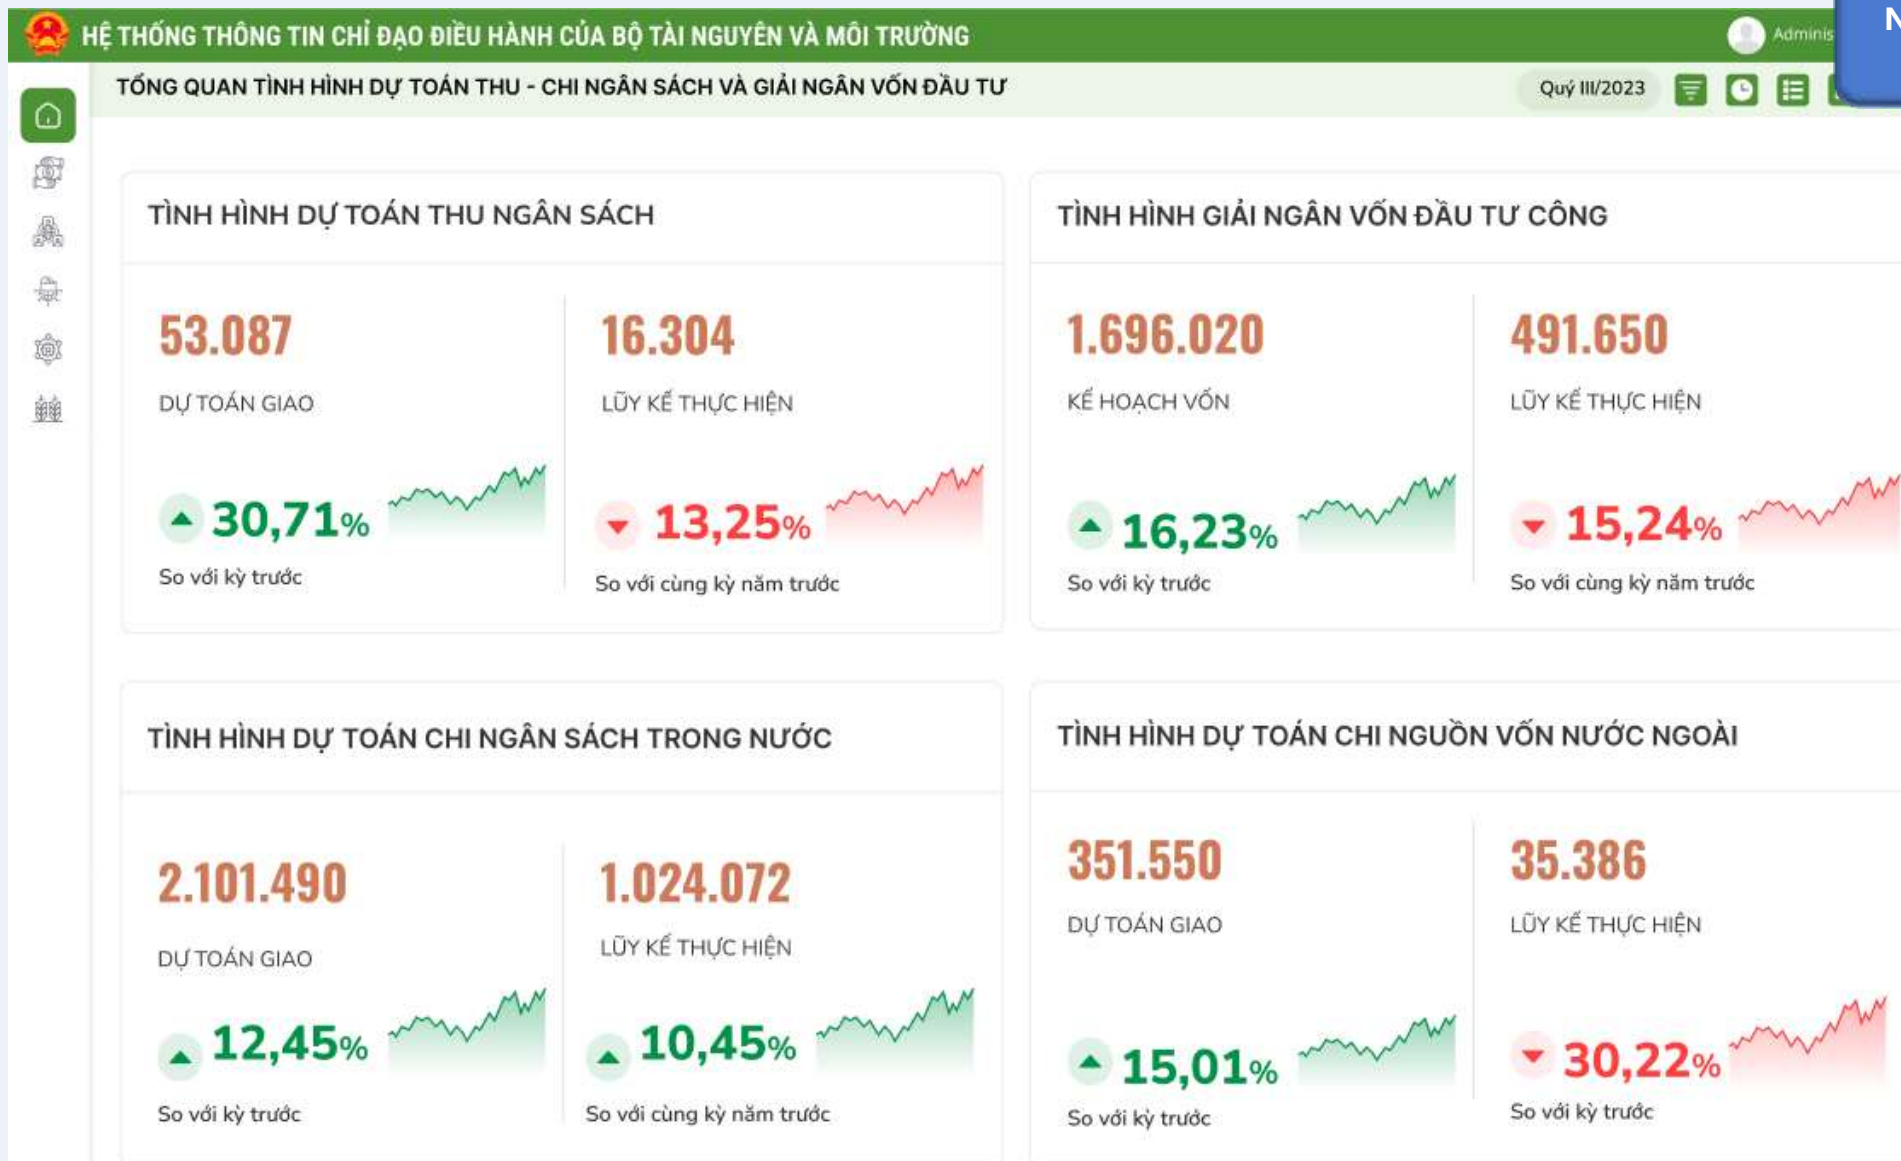 HỆ THỐNG THÔNG TIN CHỈ ĐẠO ĐIỀU HÀNH CỦA BỘ TÀI NGUYÊN VÀ MÔI TRƯỜNG
TỔNG QUAN TÌNH HÌNH DỰ TOÁN THU - CHI NGÂN SÁCH VÀ GIẢI NGÂN VỐN ĐẦU TƯ
Quý III/2023
TÌNH HÌNH DỰ TOÁN THU NGÂN SÁCH
53.087
DỰ TOÁN GIAO
30,71%
So với kỳ trước
16.304
LŨY KẾ THỰC HIỆN
13,25%
So với cùng kỳ năm trước
TÌNH HÌNH GIẢI NGÂN VỐN ĐẦU TƯ CÔNG
1.696.020
KẾ HOẠCH VỐN
16,23%
So với kỳ trước
491.650
LŨY KẾ THỰC HIỆN
15,24%
So với cùng kỳ năm trước
TÌNH HÌNH DỰ TOÁN CHI NGÂN SÁCH TRONG NƯỚC
2.101.490
DỰ TOÁN GIAO
12,45%
So với kỳ trước
1.024.072
LŨY KẾ THỰC HIỆN
10,45%
So với cùng kỳ năm trước
TÌNH HÌNH DỰ TOÁN CHI NGUỒN VỐN NƯỚC NGOÀI
351.550
DỰ TOÁN GIAO
15,01%
So với kỳ trước
35.386
LŨY KẾ THỰC HIỆN
30,22%
So với kỳ trước